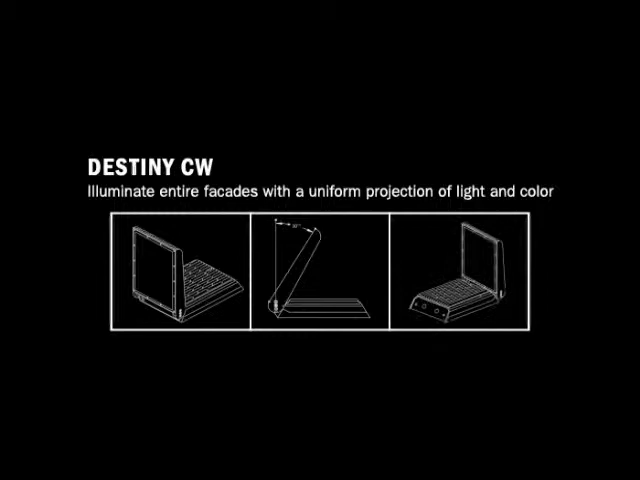 DESTINY CW
Illuminate entire facades with a uniform projection of light and color